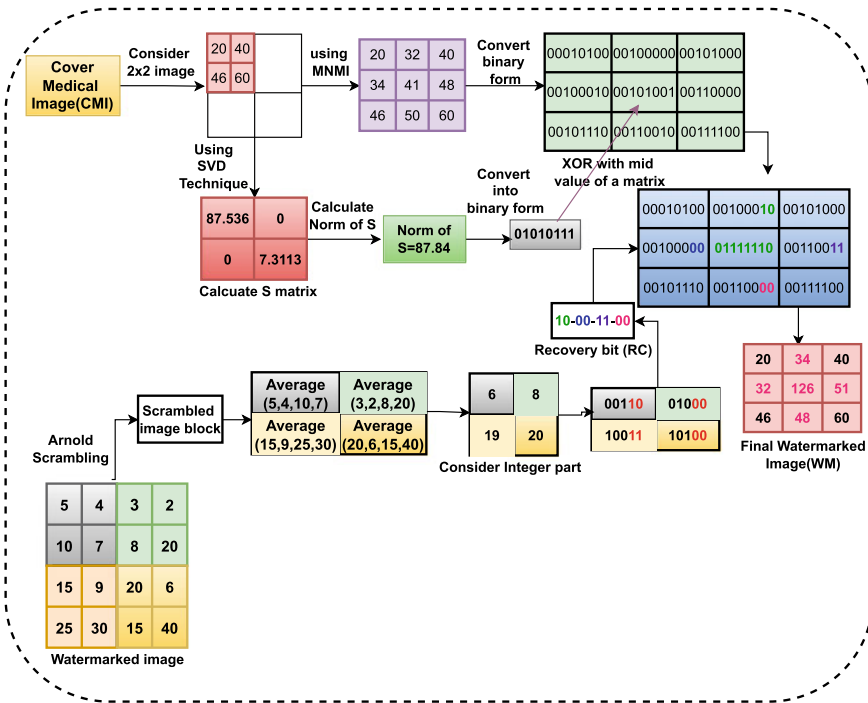 Cover
Medical
Image(CMI)
Consider
2x2 image
20 40
46 60
using
MNMI
20 32 40
34 41 48
46 50 60
Convert
binary
form
00010100 00100000 00101000
00100010 00101001 00110000
00101110 00110010 00111100
XOR with mid
value of a matrix
Using
SVD
Technique
87.536 0
0 7.3113
Calcuate S matrix
Calculate
Norm of S
Norm of
S=87.84
Convert
into
binary form
01010111
00010100 00100010 00101000
00100000 01111110 00110011
00101110 00110000 00111100
10-00-11-00
Recovery bit (RC)
20 34 40
32 126 51
46 48 60
Final Watermarked
Image(WM)
Arnold
Scrambling
Scrambled
image block
Average
(5,4,10,7)
Average
(3,2,8,20)
Average
(15,9,25,30)
Average
(20,6,15,40)
6 8
19 20
Consider Integer part
00110 01000
10011 10100
5 4 3 2
10 7 8 20
15 9 20 6
25 30 15 40
Watermarked image